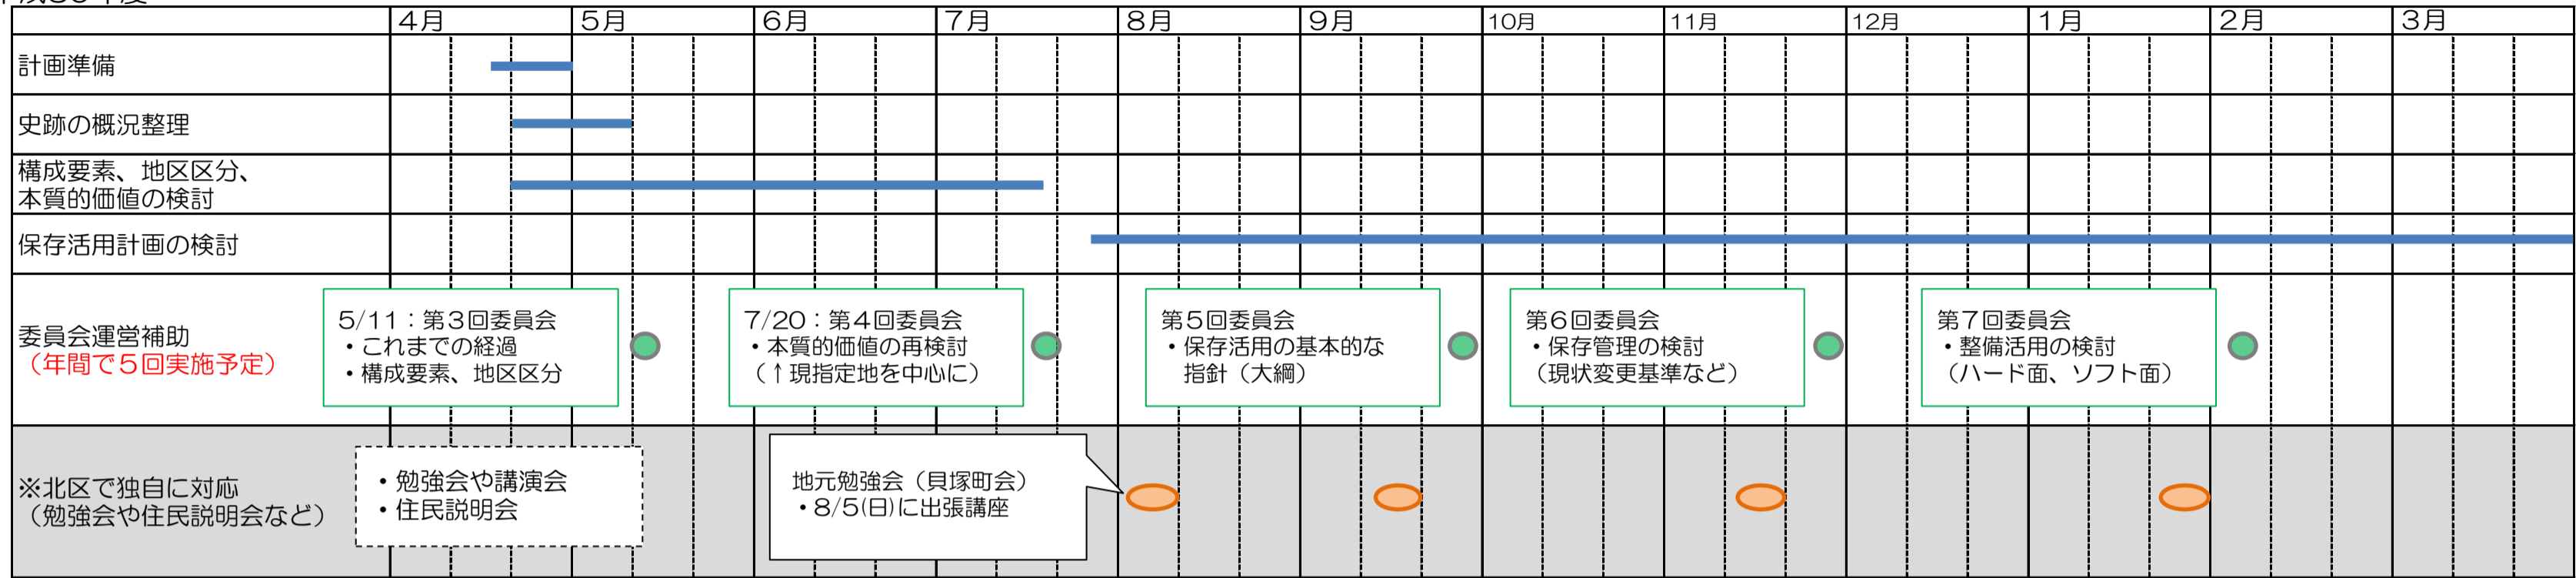 4月 5月 6月 7月 8月 9月 10月 11月 12月 1月 2月 3月
計画準備
史跡の概況整理
構成要素、地区区分、
本質的価値の検討
保存活用計画の検討
委員会運営補助
（年間で５回実施予定）
5/11：第３回委員会
・これまでの経過
・構成要素、地区区分
7/20：第４回委員会
・本質的価値の再検討
（↑現指定地を中心に）
第５回委員会
・保存活用の基本的な
指針（大綱）
第６回委員会
・保存管理の検討
（現状変更基準など）
第７回委員会
・整備活用の検討
（ハード面、ソフト面）
※北区で独自に対応
（勉強会や住民説明会など）
・勉強会や講演会
・住民説明会
地元勉強会（貝塚町会）
・8/5(日)に出張講座